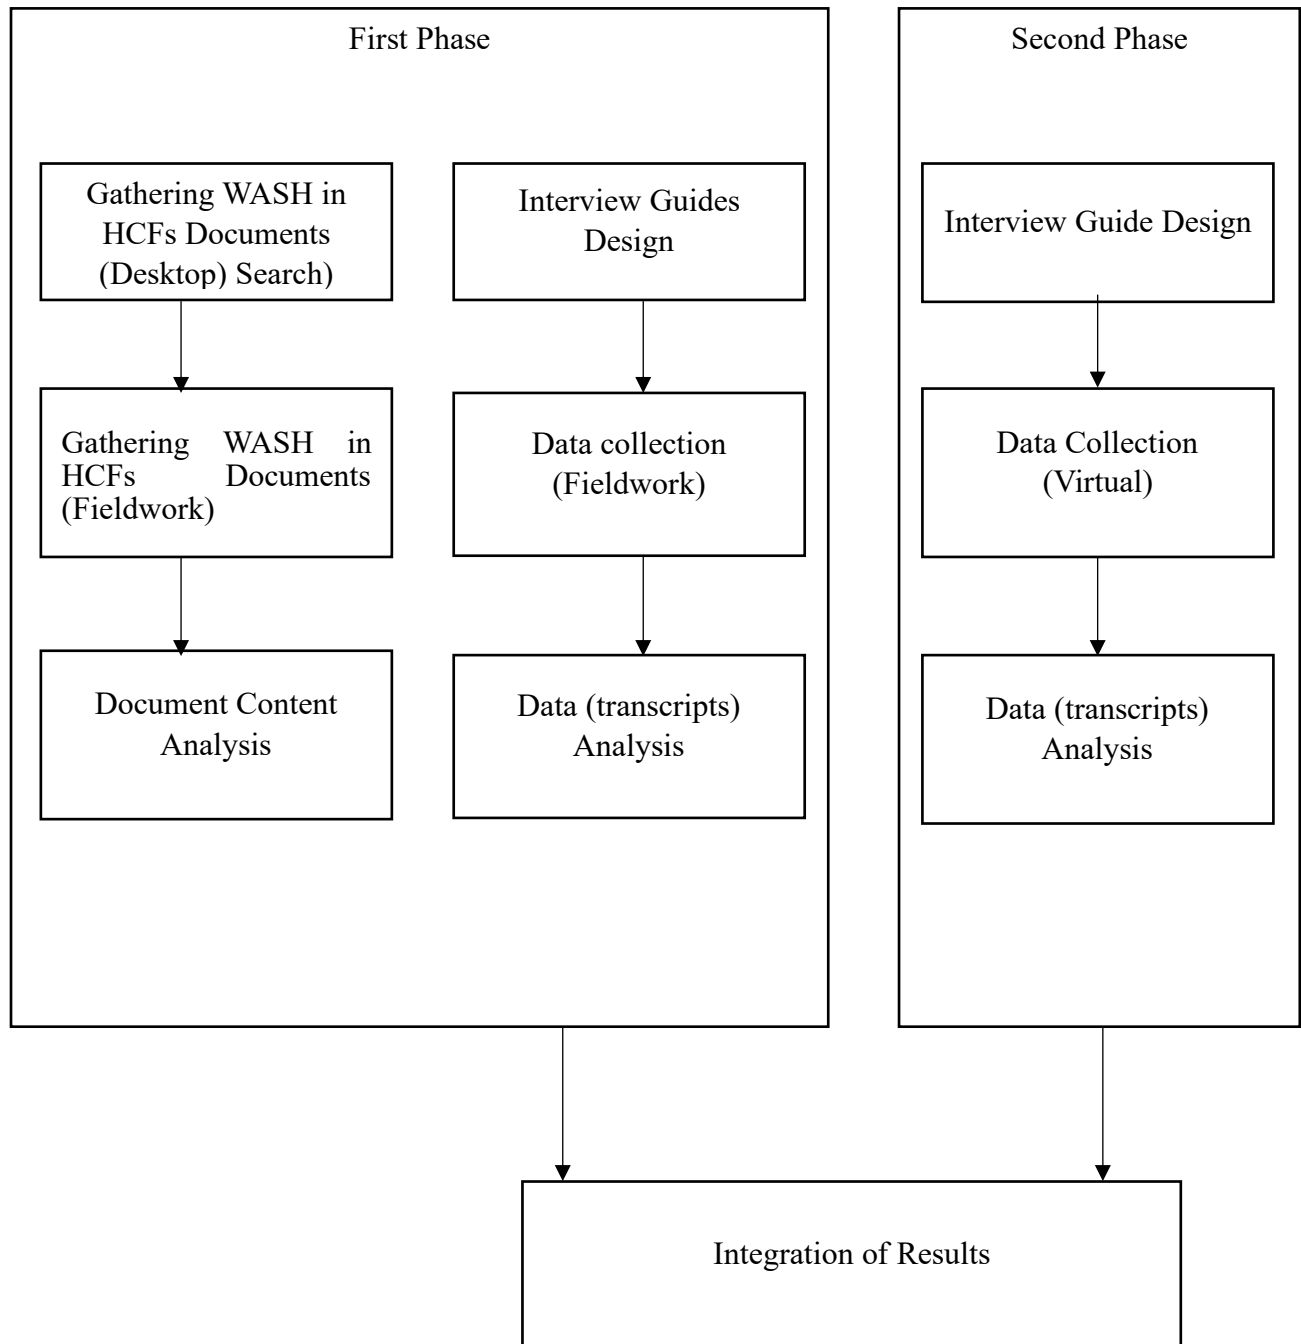 First Phase
Gathering WASH in
HCFs Documents
(Desktop) Search)
Gathering WASH in
HCFs Documents
(Fieldwork)
Document Content
Analysis
Interview Guides
Design
Data collection
(Fieldwork)
Data (transcripts)
Analysis
Second Phase
Interview Guide Design
Data Collection
(Virtual)
Data (transcripts)
Analysis
Integration of Results